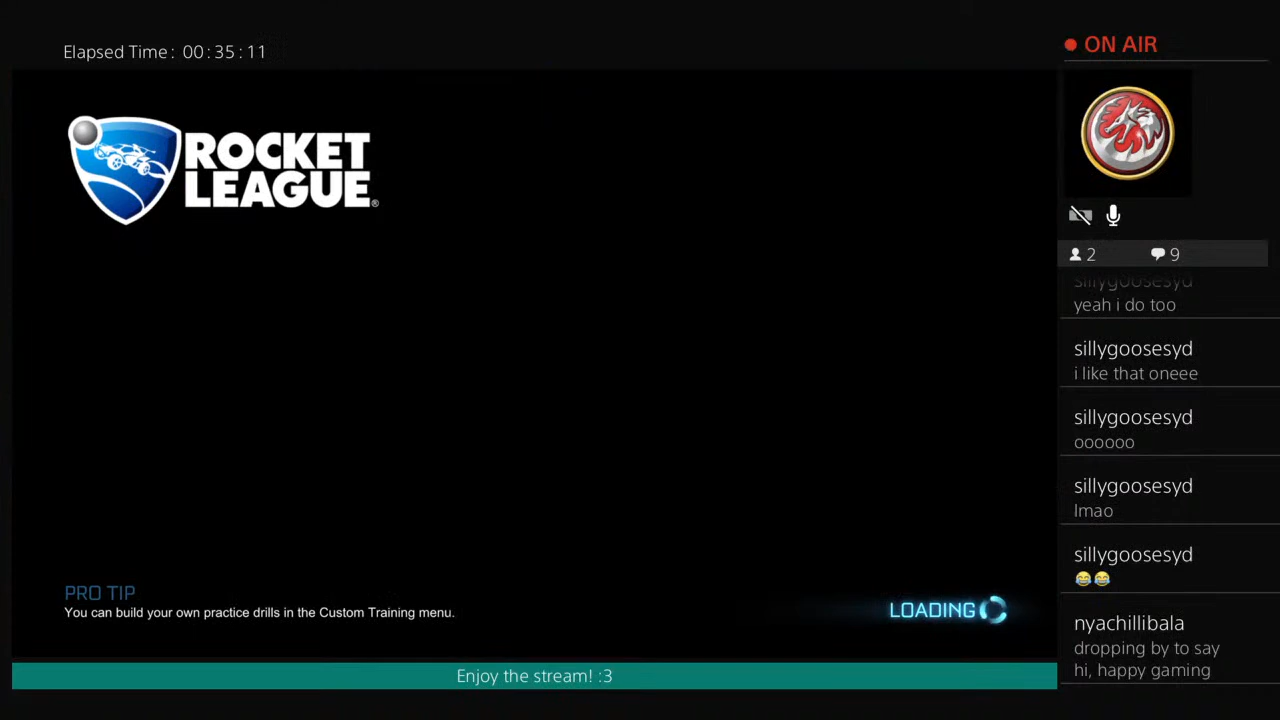 Elapsed Time: 00:35:11
ON AIR
ROCKET
LEAGUE®
2 9
sillygoosesyd
yeah i do too
sillygoosesyd
i like that oneee
sillygoosesyd
oooooo
sillygoosesyd
lmao
sillygoosesyd
😂😂
nyachillibala
dropping by to say
hi, happy gaming
PRO TIP
You can build your own practice drills in the Custom Training menu.
LOADING
Enjoy the stream! :3